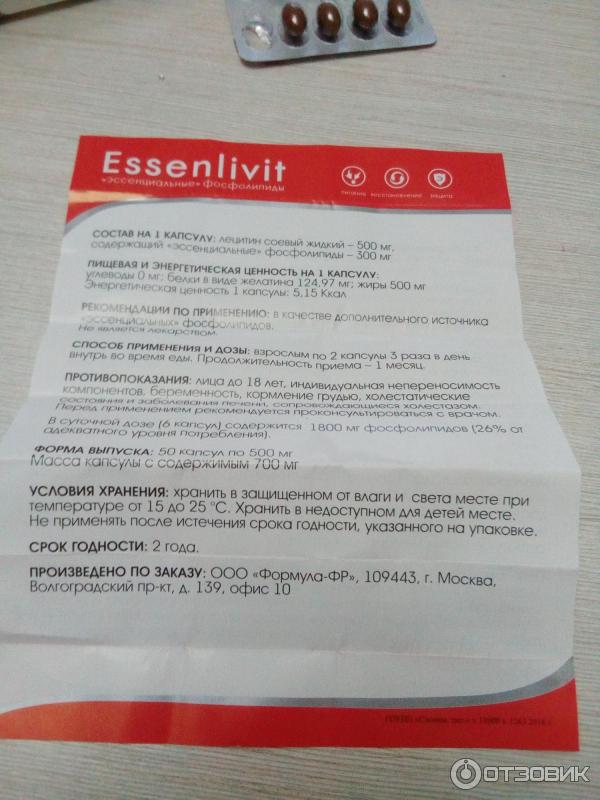 Essenlivit
«эссенциальные» фосфолипиды
питание восстановление защита
СОСТАВ НА 1 КАПСУЛУ: лецитин соевый жидкий – 500 мг,
содержащий «эссенциальные» фосфолипиды – 300 мг
ПИЩЕВАЯ И ЭНЕРГЕТИЧЕСКАЯ ЦЕННОСТЬ НА 1 КАПСУЛУ:
углеводы 0 мг; белки в виде желатина 124,97 мг; жиры 500 мг
Энергетическая ценность 1 капсулы: 5,15 Ккал
РЕКОМЕНДАЦИИ ПО ПРИМЕНЕНИЮ: в качестве дополнительного источника
«эссенциальных» фосфолипидов.
Не является лекарством.
СПОСОБ ПРИМЕНЕНИЯ И ДОЗЫ: взрослым по 2 капсулы 3 раза в день
внутрь во время еды. Продолжительность приема – 1 месяц.
ПРОТИВОПОКАЗАНИЯ: лица до 18 лет, индивидуальная непереносимость
компонентов, беременность, кормление грудью, холестатические
состояния и заболевания печени, сопровождающиеся холестазом.
Перед применением рекомендуется проконсультироваться с врачом.
В суточной дозе (6 капсул) содержится 1800 мг фосфолипидов (26% от
адекватного уровня потребления).
ФОРМА ВЫПУСКА: 50 капсул по 500 мг
Масса капсулы с содержимым 700 мг
УСЛОВИЯ ХРАНЕНИЯ: хранить в защищенном от влаги и света месте при
температуре от 15 до 25 °С. Хранить в недоступном для детей месте.
Не применять после истечения срока годности, указанного на упаковке.
СРОК ГОДНОСТИ: 2 года.
ПРОИЗВЕДЕНО ПО ЗАКАЗУ: ООО «Формула-ФР», 109443, г. Москва,
Волгоградский пр-кт, д. 139, офис 10
ОТЗОВИК